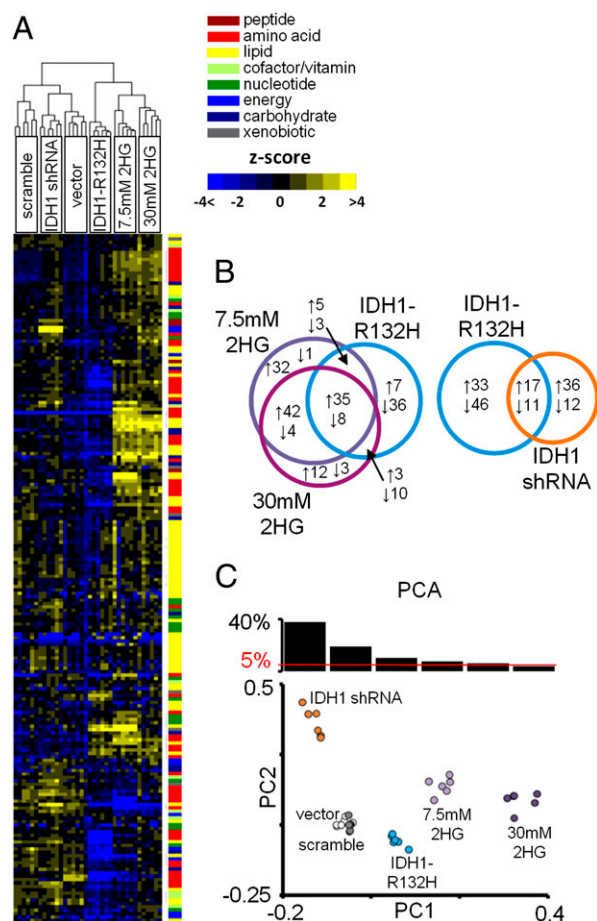 A
peptide
amino acid
lipid
cofactor/vitamin
nucleotide
energy
carbohydrate
xenobiotic
z-score
-4< -2 0 2 >4
scramble
IDH1 shRNA
vector
IDH1-R132H
7.5mM 2HG
30mM 2HG
B
7.5mM
2HG
↑5
↓3
IDH1-
R132H
↑32 ↓1
↑35
↓8
↑7
↓36
↑42
↓4
↑12 ↓3
↑3
↓10
30mM
2HG
IDH1-
R132H
↑33
↓46
↑17
↓11
↑36
↓12
IDH1
shRNA
C
PCA
40%
5%
0.5
IDH1 shRNA
PC2
vector
scramble
7.5mM
2HG
30mM
2HG
IDH1-
R132H
-0.25
-0.2
PC1
0.4